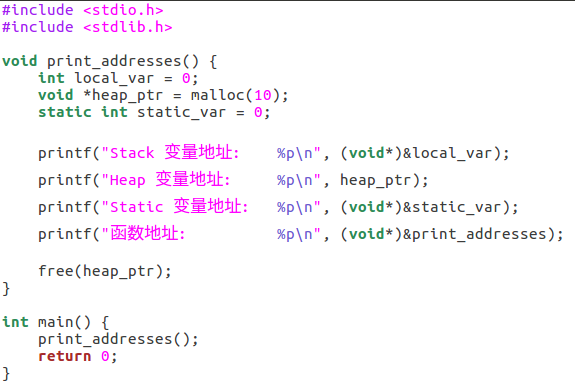 #include <stdio.h>
#include <stdlib.h>

void print_addresses() {
    int local_var = 0;
    void *heap_ptr = malloc(10);
    static int static_var = 0;

    printf("Stack 变量地址:    %p\n", (void*)&local_var);
    printf("Heap 变量地址:     %p\n", heap_ptr);
    printf("Static 变量地址:   %p\n", (void*)&static_var);
    printf("函数地址:          %p\n", (void*)&print_addresses);

    free(heap_ptr);
}

int main() {
    print_addresses();
    return 0;
}